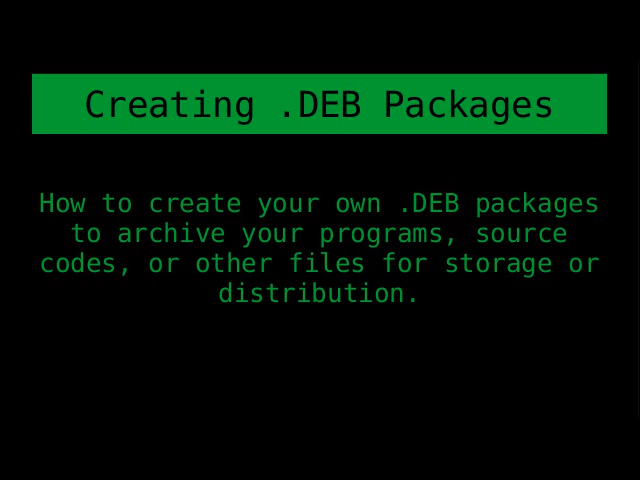 Creating .DEB Packages
How to create your own .DEB packages
to archive your programs, source
codes, or other files for storage or
distribution.